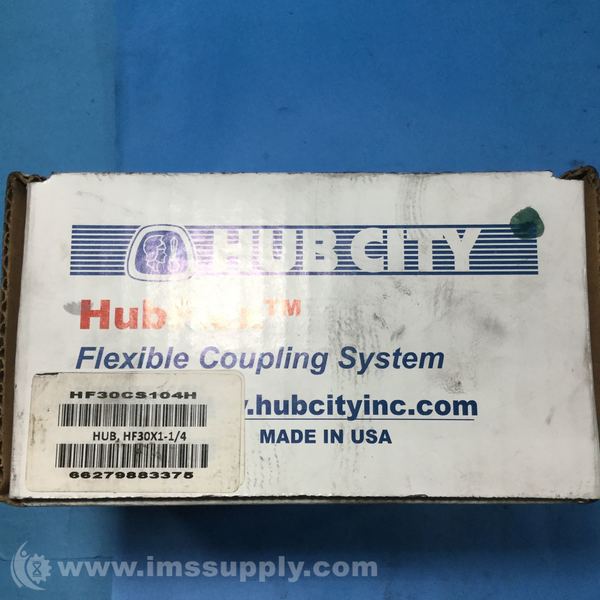 HUB CITY
Hub
Flexible Coupling System
.hubcityinc.com
MADE IN USA
HF30CS104H
HUB, HF30X1-1/4
66279883375
www.imssupply.com